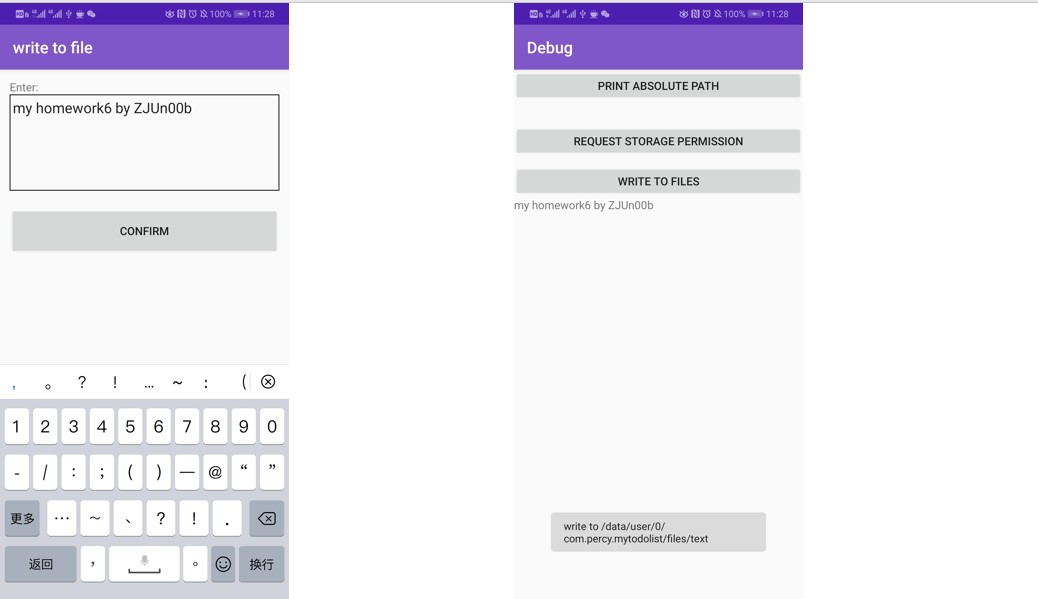 100% 11:28
write to file
Enter:
my homework6 by ZJUn00b
CONFIRM
, 。 ? ! ... ~ : (
1 2 3 4 5 6 7 8 9 0
- / : ; ( ) — @ “ ”
更多 ··· ~ 、 ? ! .
返回 , 。 换行
100% 11:28
Debug
PRINT ABSOLUTE PATH
REQUEST STORAGE PERMISSION
WRITE TO FILES
my homework6 by ZJUn00b
write to /data/user/0/
com.percy.mytodolist/files/text